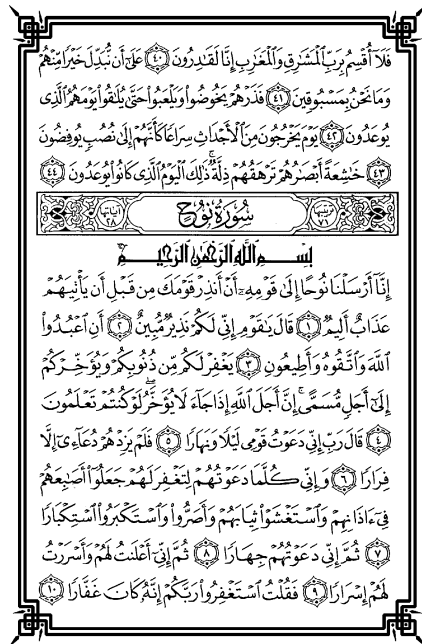 فَلَآ أُقْسِمُ بِرَبِّ ٱلْمَشَـٰرِقِ وَٱلْمَغَـٰرِبِ إِنَّا لَقَـٰدِرُونَ ٤٠ عَلَىٰٓ أَن نُّبَدِّلَ خَيْرًا مِّنْهُمْ
وَمَا نَحْنُ بِمَسْبُوقِينَ ٤١ فَذَرْهُمْ يَخُوضُوا۟ وَيَلْعَبُوا۟ حَتَّىٰ يُلَـٰقُوا۟ يَوْمَهُمُ ٱلَّذِى
يُوعَدُونَ ٤٢ يَوْمَ يَخْرُجُونَ مِنَ ٱلْأَجْدَاثِ سِرَاعًا كَأَنَّهُمْ إِلَىٰ نُصُبٍ يُوفِضُونَ
٤٣ خَـٰشِعَةً أَبْصَـٰرُهُمْ تَرْهَقُهُمْ ذِلَّةٌ ۚ ذَٰلِكَ ٱلْيَوْمُ ٱلَّذِى كَانُوا۟ يُوعَدُونَ ٤٤
ترتيبها ٧١ سُورَةُ نُوحٍ آياتها ٢٨
بِسْمِ ٱللَّهِ ٱلرَّحْمَـٰنِ ٱلرَّحِيمِ
إِنَّآ أَرْسَلْنَا نُوحًا إِلَىٰ قَوْمِهِۦٓ أَنْ أَنذِرْ قَوْمَكَ مِن قَبْلِ أَن يَأْتِيَهُمْ
عَذَابٌ أَلِيمٌ ١ قَالَ يَـٰقَوْمِ إِنِّى لَكُمْ نَذِيرٌ مُّبِينٌ ٢ أَنِ ٱعْبُدُوا۟
ٱللَّهَ وَٱتَّقُوهُ وَأَطِيعُونِ ٣ يَغْفِرْ لَكُم مِّن ذُنُوبِكُمْ وَيُؤَخِّرْكُمْ
إِلَىٰٓ أَجَلٍ مُّسَمًّى ۚ إِنَّ أَجَلَ ٱللَّهِ إِذَا جَآءَ لَا يُؤَخَّرُ ۖ لَوْ كُنتُمْ تَعْلَمُونَ
٤ قَالَ رَبِّ إِنِّى دَعَوْتُ قَوْمِى لَيْلًا وَنَهَارًا ٥ فَلَمْ يَزِدْهُمْ دُعَآءِىٓ إِلَّا
فِرَارًا ٦ وَإِنِّى كُلَّمَا دَعَوْتُهُمْ لِتَغْفِرَ لَهُمْ جَعَلُوٓا۟ أَصَـٰبِعَهُمْ
فِىٓ ءَاذَانِهِمْ وَٱسْتَغْشَوْا۟ ثِيَابَهُمْ وَأَصَرُّوا۟ وَٱسْتَكْبَرُوا۟ ٱسْتِكْبَارًا
٧ ثُمَّ إِنِّى دَعَوْتُهُمْ جِهَارًا ٨ ثُمَّ إِنِّىٓ أَعْلَنتُ لَهُمْ وَأَسْرَرْتُ
لَهُمْ إِسْرَارًا ٩ فَقُلْتُ ٱسْتَغْفِرُوا۟ رَبَّكُمْ إِنَّهُۥ كَانَ غَفَّارًا ١٠